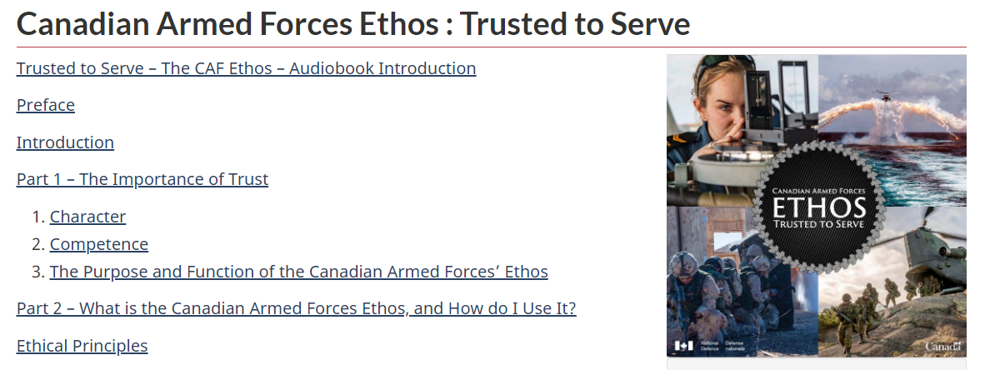 Canadian Armed Forces Ethos : Trusted to Serve
Trusted to Serve – The CAF Ethos – Audiobook Introduction
Preface
Introduction
Part 1 – The Importance of Trust
1. Character
2. Competence
3. The Purpose and Function of the Canadian Armed Forces’ Ethos
Part 2 – What is the Canadian Armed Forces Ethos, and How do I Use It?
Ethical Principles
CANADIAN ARMED FORCES
ETHOS
TRUSTED TO SERVE
National Défense
Defence nationale
Canada